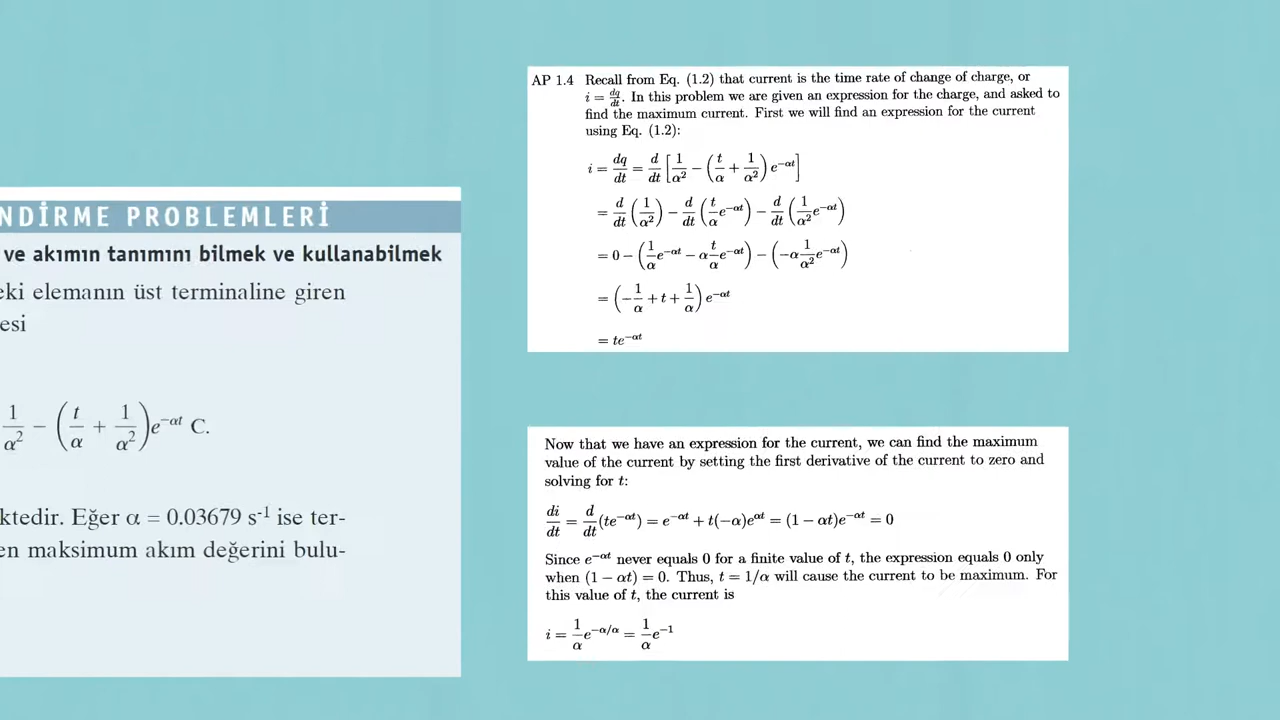 NDİRME PROBLEMLERİ
ve akımın tanımını bilmek ve kullanabilmek
eki elemanın üst terminaline giren
esi
1/α² − (t/α + 1/α²)e^−αt C.
ktedir. Eğer α = 0.03679 s^-1 ise ter-
en maksimum akım değerini bulu-
AP 1.4 Recall from Eq. (1.2) that current is the time rate of change of charge, or
i = dq/dt. In this problem we are given an expression for the charge, and asked to
find the maximum current. First we will find an expression for the current
using Eq. (1.2):
i = dq/dt = d/dt [1/α² − (t/α + 1/α²) e^−αt]
= d/dt (1/α²) − d/dt (t/α e^−αt) − d/dt (1/α² e^−αt)
= 0 − (1/α e^−αt − α t/α e^−αt) − (−α 1/α² e^−αt)
= (−1/α + t + 1/α) e^−αt
= te^−αt
Now that we have an expression for the current, we can find the maximum
value of the current by setting the first derivative of the current to zero and
solving for t:
di/dt = d/dt (te^−αt) = e^−αt + t(−α)e^αt = (1 − αt)e^−αt = 0
Since e^−αt never equals 0 for a finite value of t, the expression equals 0 only
when (1 − αt) = 0. Thus, t = 1/α will cause the current to be maximum. For
this value of t, the current is
i = 1/α e^−α/α = 1/α e^−1